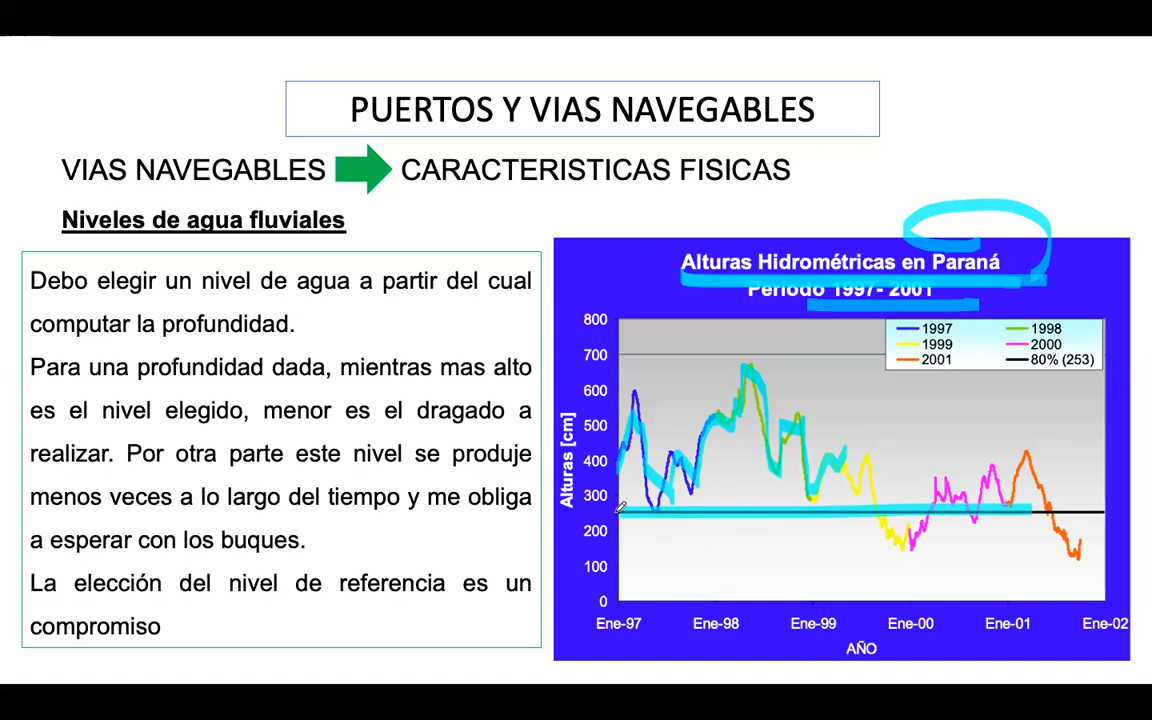 PUERTOS Y VIAS NAVEGABLES
VIAS NAVEGABLES CARACTERISTICAS FISICAS
Niveles de agua fluviales
Debo elegir un nivel de agua a partir del cual
computar la profundidad.
Para una profundidad dada, mientras mas alto
es el nivel elegido, menor es el dragado a
realizar. Por otra parte este nivel se produje
menos veces a lo largo del tiempo y me obliga
a esperar con los buques.
La elección del nivel de referencia es un
compromiso
Alturas Hidrométricas en Paraná
Periodo 1997- 2001
1997 1998
1999 2000
2001 80% (253)
Alturas [cm]
800
700
600
500
400
300
200
100
0
Ene-97 Ene-98 Ene-99 Ene-00 Ene-01 Ene-02
AÑO